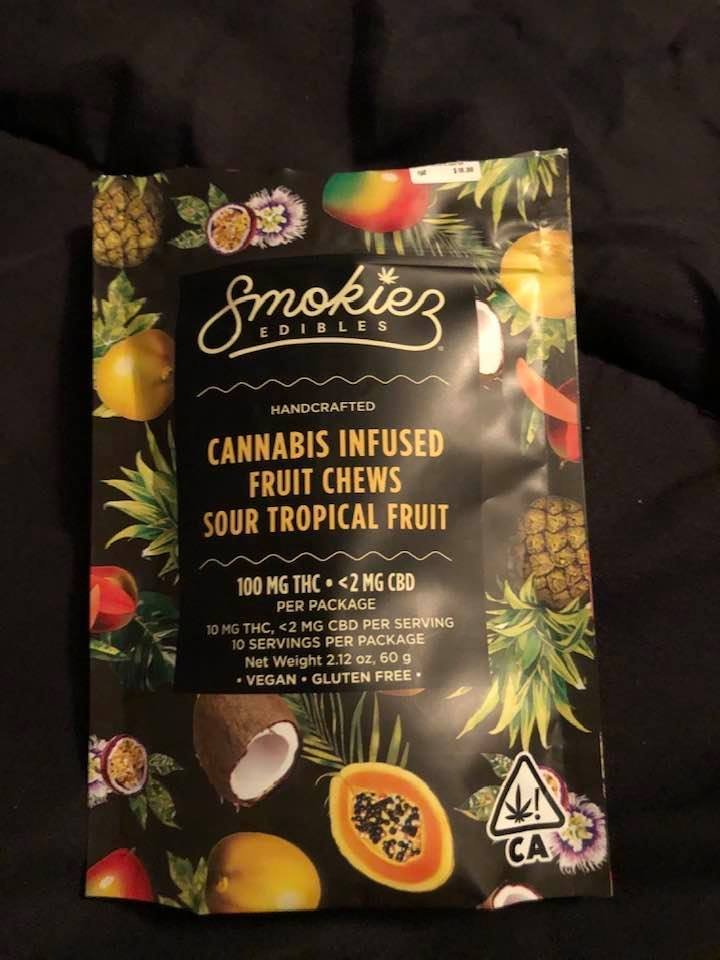 Smokiez
EDIBLES
HANDCRAFTED
CANNABIS INFUSED
FRUIT CHEWS
SOUR TROPICAL FRUIT
100 MG THC • <2 MG CBD
PER PACKAGE
10 MG THC, <2 MG CBD PER SERVING
10 SERVINGS PER PACKAGE
Net Weight 2.12 oz, 60 g
• VEGAN • GLUTEN FREE •
!
CA